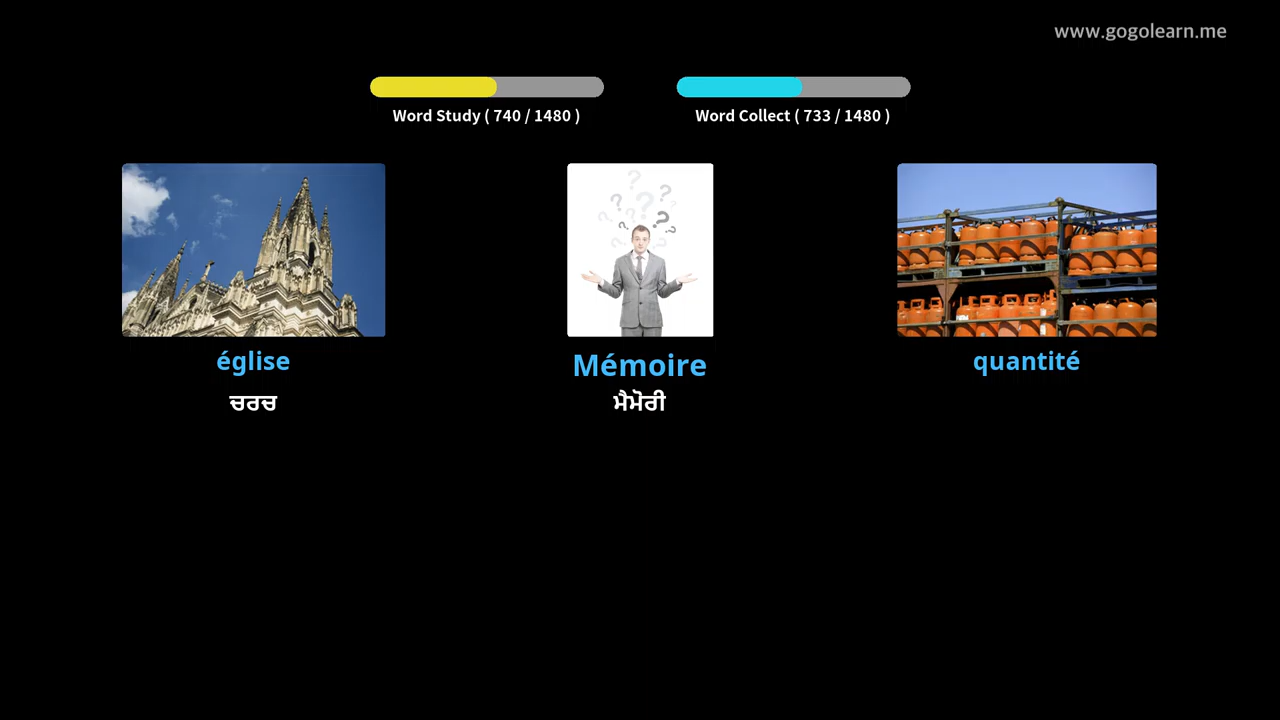 www.gogolearn.me
Word Study ( 740 / 1480 )
Word Collect ( 733 / 1480 )
église
Mémoire
quantité
ਚਰਚ
ਮੈਮੋਰੀ